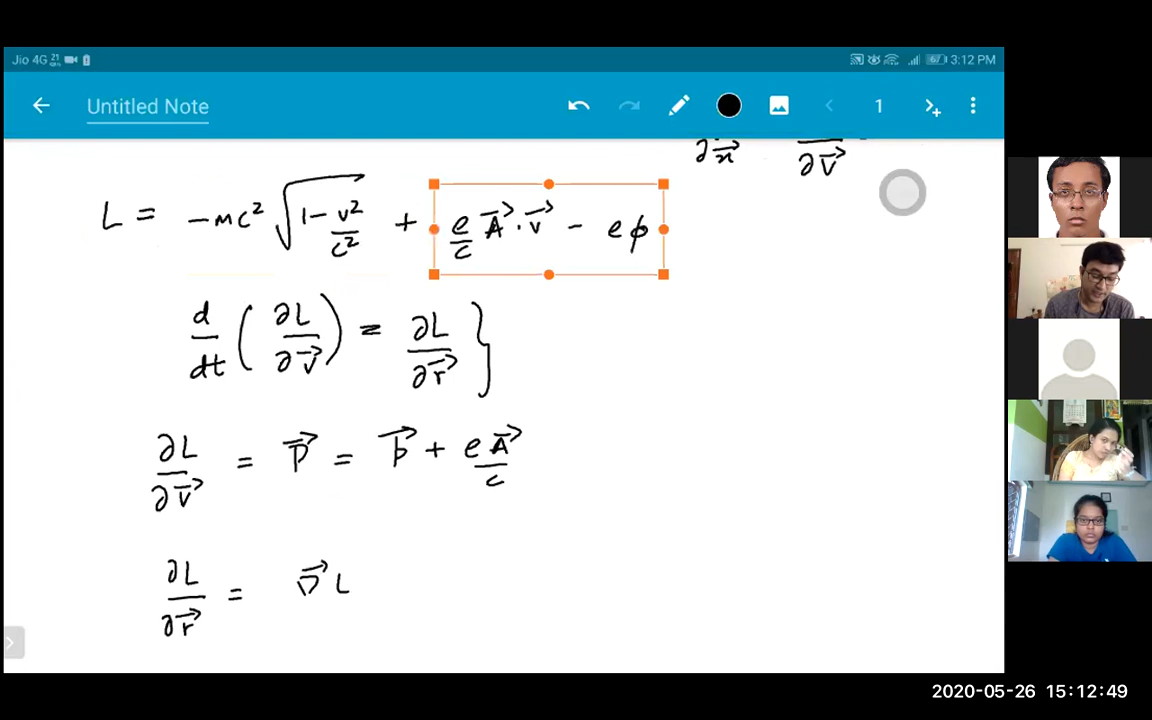 Jio 4G 3:12 PM
Untitled Note 1
∂x⃗ ∂v⃗
L = -mc² √(1 - v²/c²) + e/c A⃗·v⃗ - eϕ
d/dt (∂L/∂v⃗) = ∂L/∂r⃗ }
∂L/∂v⃗ = P⃗ = p⃗ + eA⃗/c
∂L/∂r⃗ = ∇⃗ L
2020-05-26 15:12:49